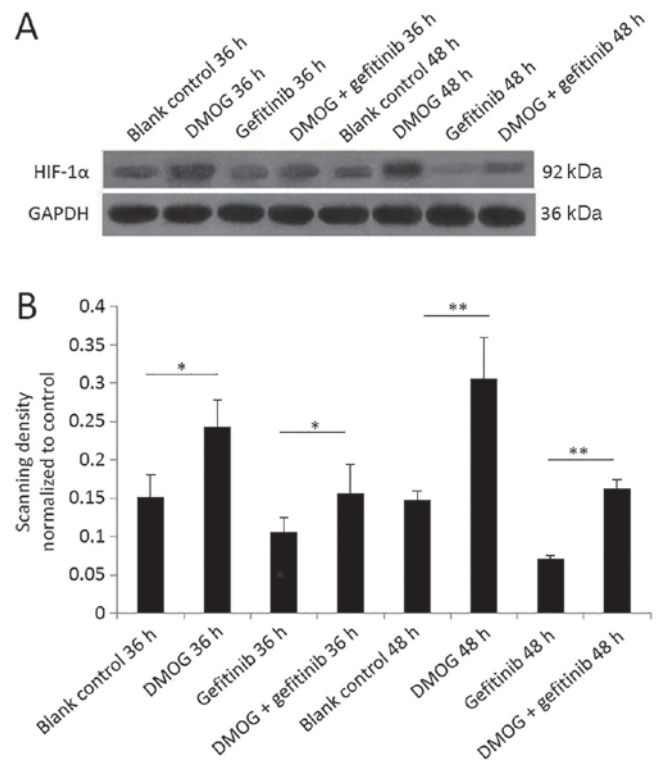 A
Blank control 36 h
DMOG 36 h
Gefitinib 36 h
DMOG + gefitinib 36 h
Blank control 48 h
DMOG 48 h
Gefitinib 48 h
DMOG + gefitinib 48 h
HIF-1α
92 kDa
GAPDH
36 kDa
B
Scanning density
normalized to control
0.4
0.35
0.3
0.25
0.2
0.15
0.1
0.05
0
*
*
**
**
Blank control 36 h
DMOG 36 h
Gefitinib 36 h
DMOG + gefitinib 36 h
Blank control 48 h
DMOG 48 h
Gefitinib 48 h
DMOG + gefitinib 48 h